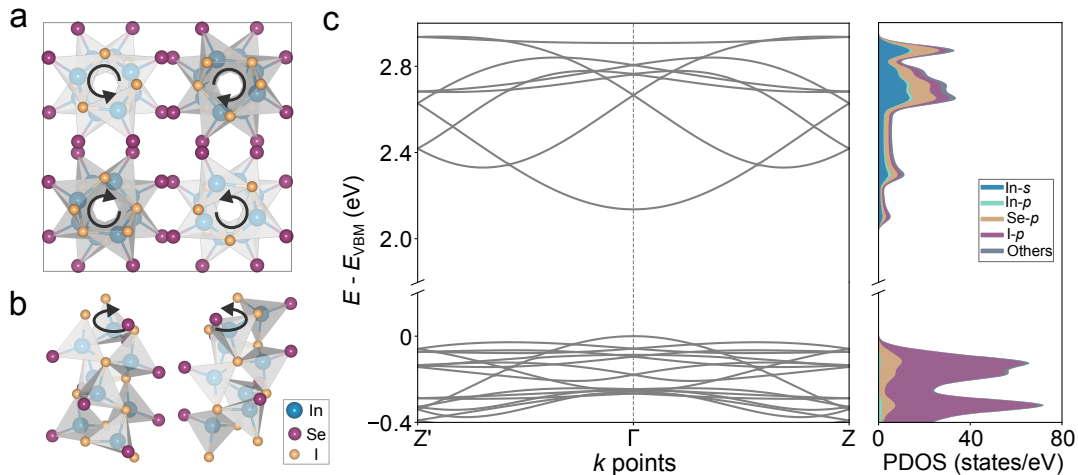 a
b
In
Se
I
c
E - E_VBM (eV)
2.8
2.4
2.0
0
−0.4
Z'
Γ
Z
k points
In-s
In-p
Se-p
I-p
Others
0
40
80
PDOS (states/eV)